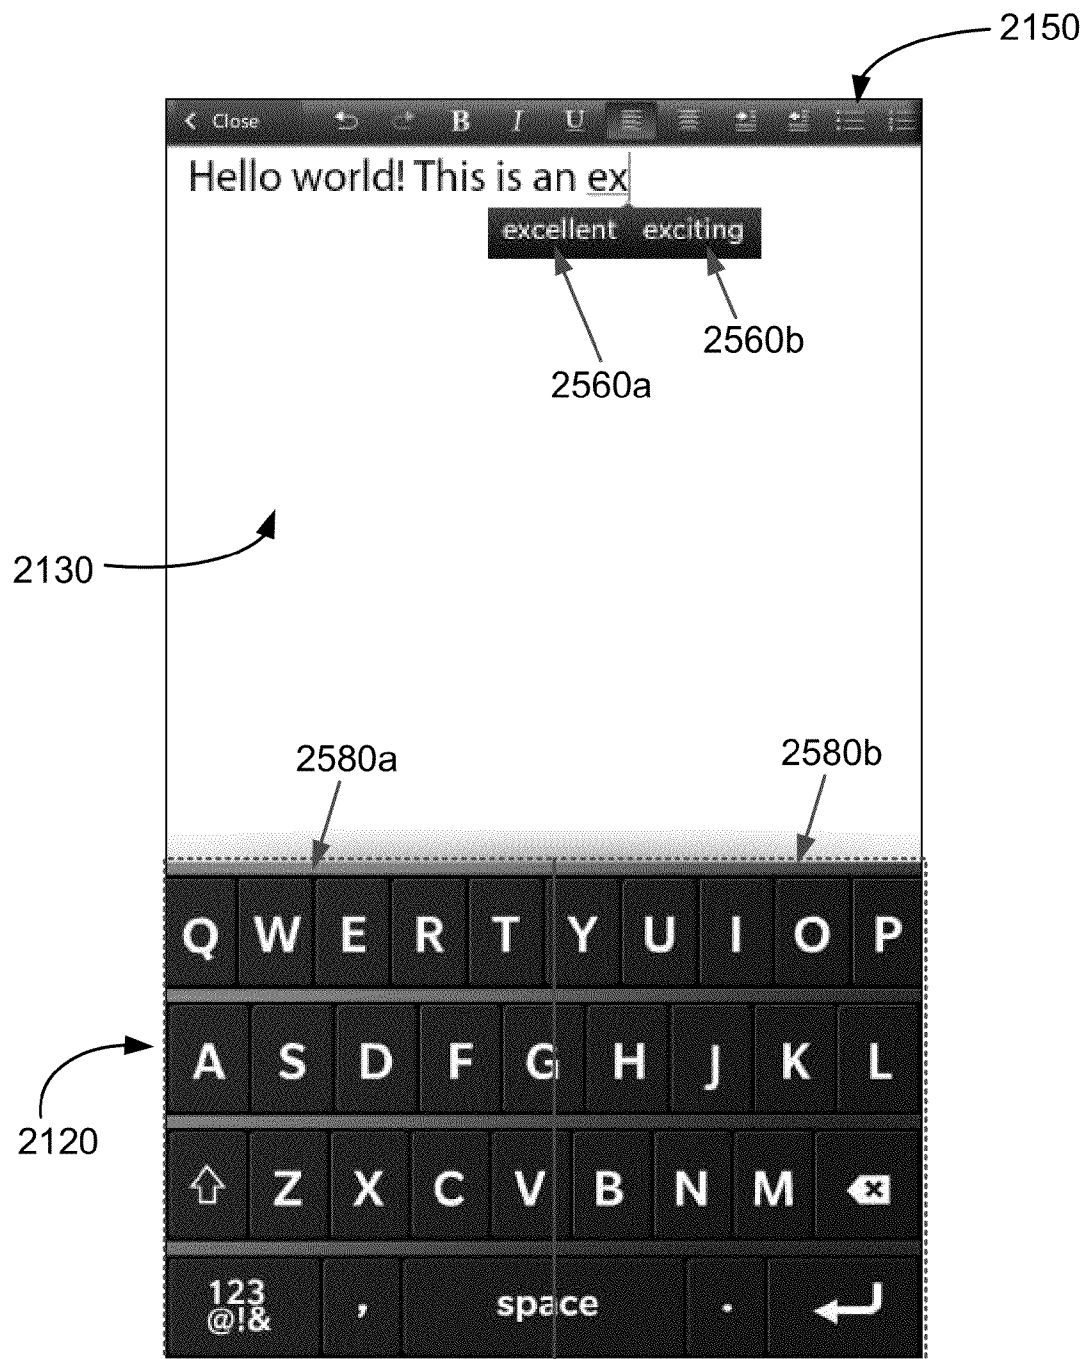 2150
Close B I U
Hello world! This is an ex
excellent exciting
2560b
2560a
2130
2580a 2580b
Q W E R T Y U I O P
A S D F G H J K L
2120
Z X C V B N M
123
@!& , space .